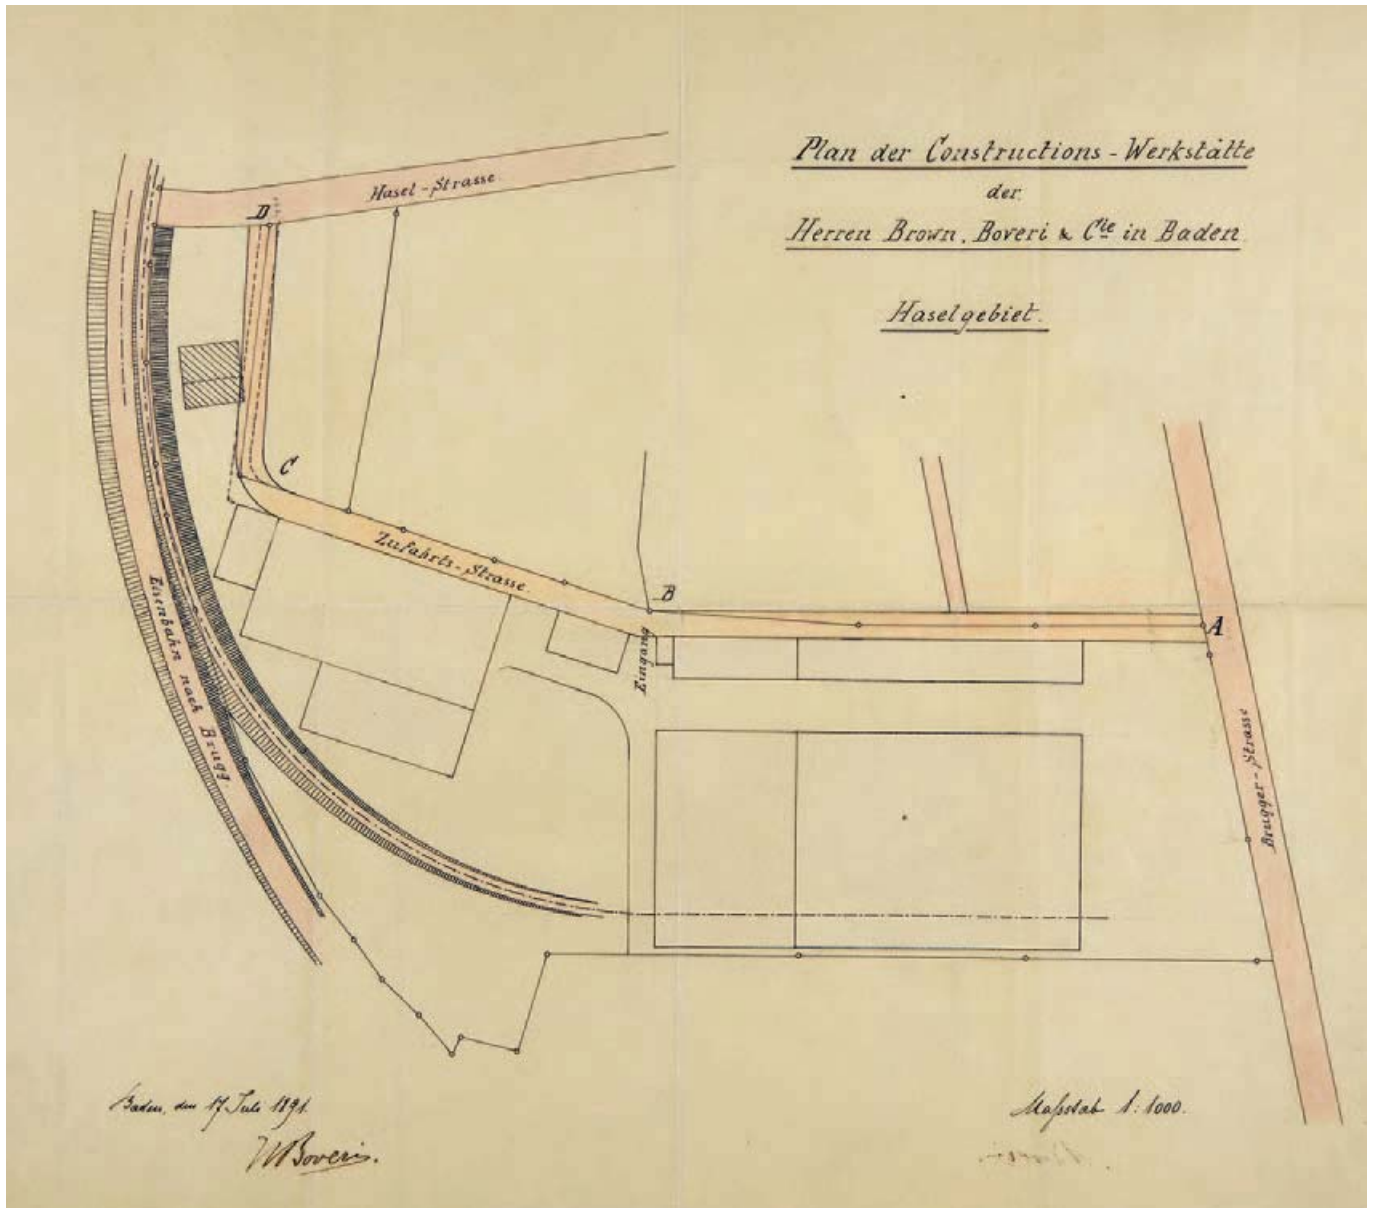 Plan der Constructions-Werkstätte
der
Herren Brown, Boveri & Cie in Baden
Haselgebiet.
Hasel-Strasse.
D
C
Zufahrts-Strasse.
B
A
Eingang
Eisenbahn nach Brugg.
Brugger-Strasse
Baden, den 17 Juli 1891.
Maßstab 1:1000.
W Boveri.